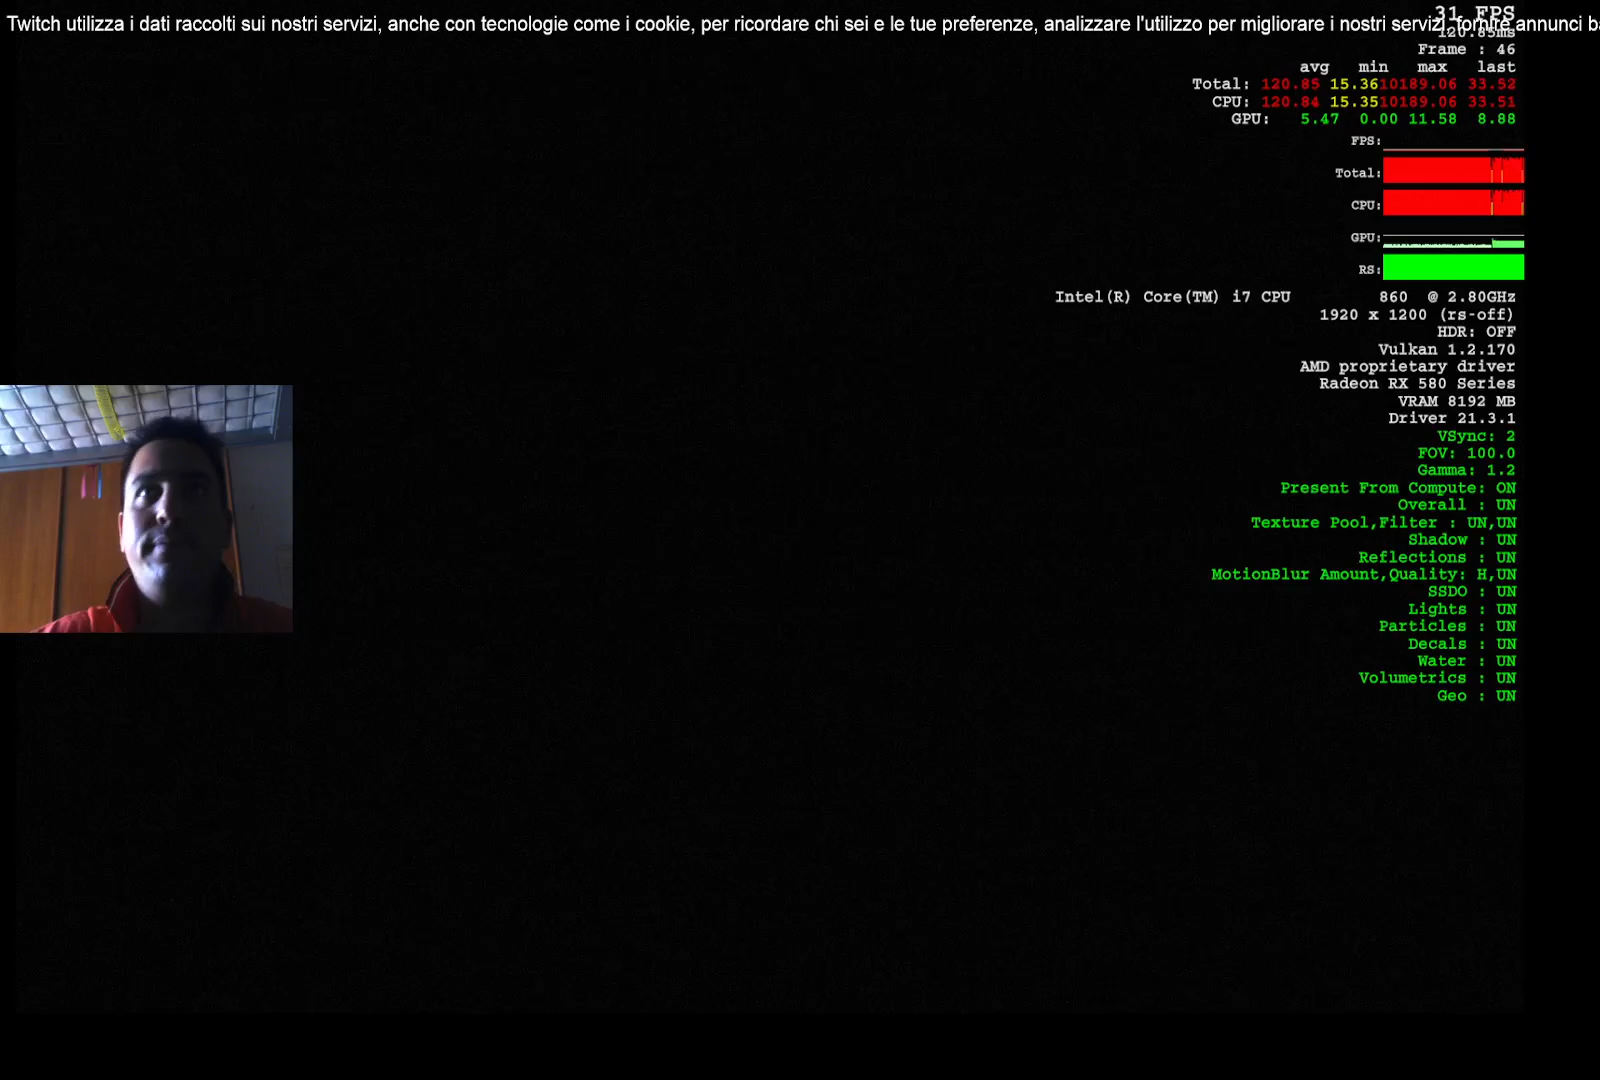 Twitch utilizza i dati raccolti sui nostri servizi, anche con tecnologie come i cookie, per ricordare chi sei e le tue preferenze, analizzare l'utilizzo per migliorare i nostri servizi, fornire annunci
31 FPS
120.85ms
Frame : 46
avg min max last
Total: 120.85 15.36 10189.06 33.52
CPU: 120.84 15.35 10189.06 33.51
GPU: 5.47 0.00 11.58 8.88
FPS:
Total:
CPU:
GPU:
RS:
Intel(R) Core(TM) i7 CPU 860 @ 2.80GHz
1920 x 1200 (rs-off)
HDR: OFF
Vulkan 1.2.170
AMD proprietary driver
Radeon RX 580 Series
VRAM 8192 MB
Driver 21.3.1
VSync: 2
FOV: 100.0
Gamma: 1.2
Present From Compute: ON
Overall : UN
Texture Pool,Filter : UN,UN
Shadow : UN
Reflections : UN
MotionBlur Amount,Quality: H,UN
SSDO : UN
Lights : UN
Particles : UN
Decals : UN
Water : UN
Volumetrics : UN
Geo : UN